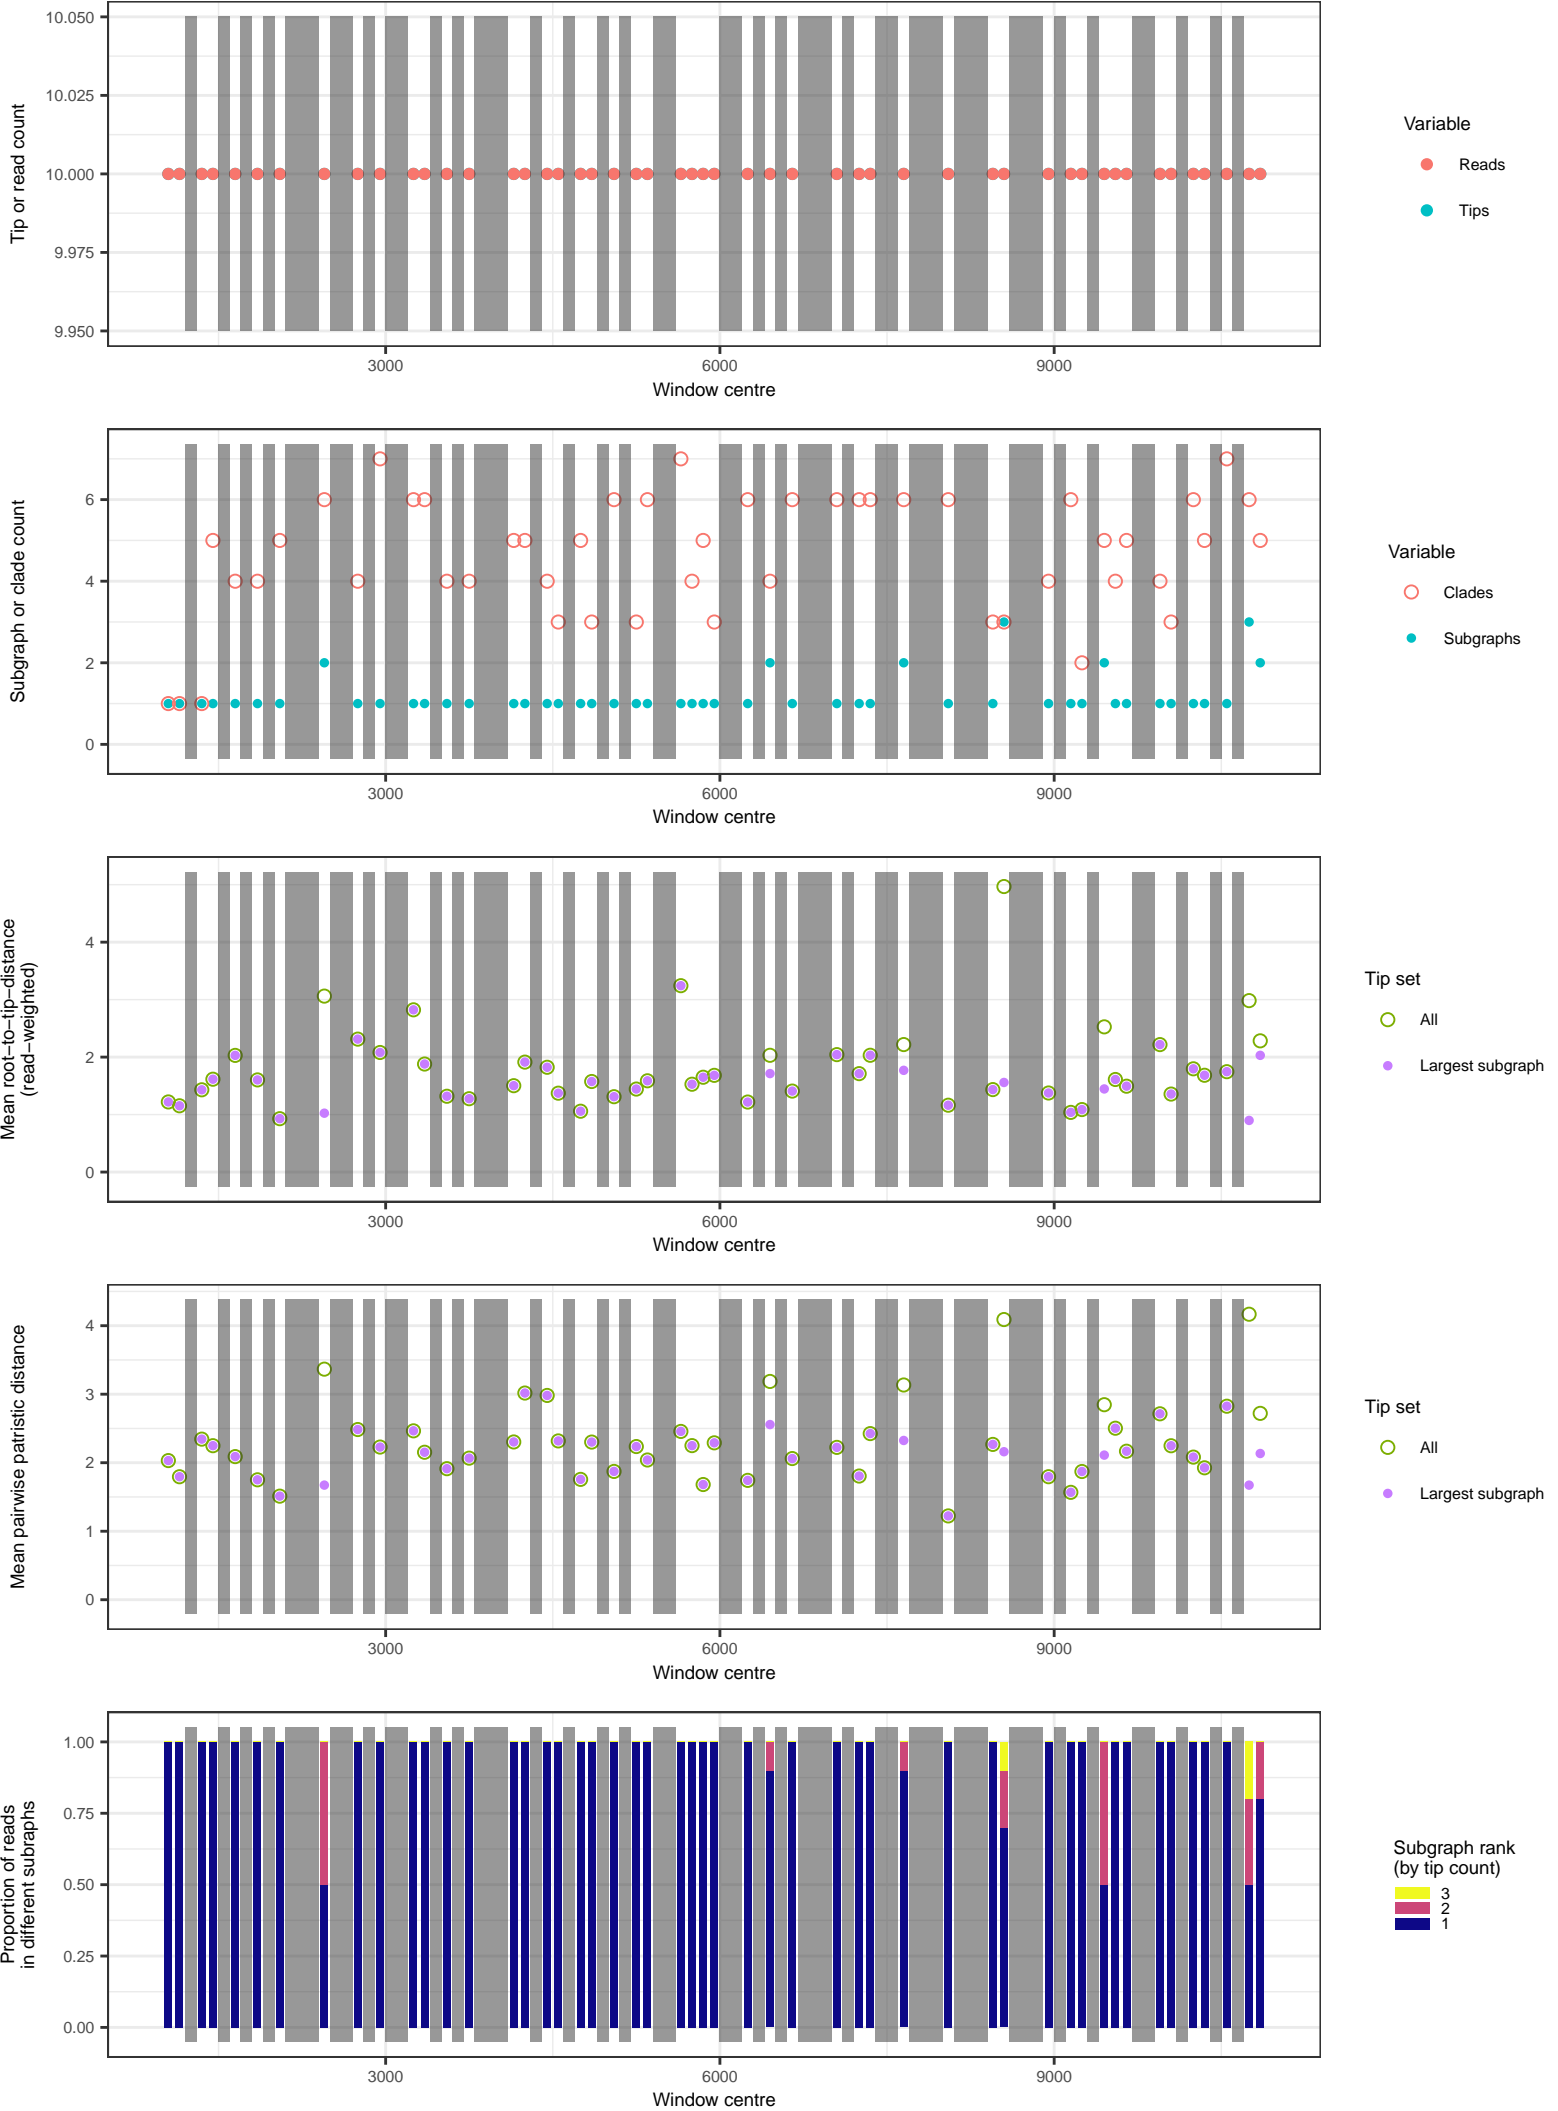 10.050
10.025
10.000
9.975
9.950
Tip or read count
3000 6000 9000
Window centre
Variable
Reads
Tips
6
4
2
0
Subgraph or clade count
3000 6000 9000
Window centre
Variable
Clades
Subgraphs
4
2
0
Mean root−to−tip−distance
(read−weighted)
3000 6000 9000
Window centre
Tip set
All
Largest subgraph
4
3
2
1
0
Mean pairwise patristic distance
3000 6000 9000
Window centre
Tip set
All
Largest subgraph
1.00
0.75
0.50
0.25
0.00
Proportion of reads
in different subraphs
3000 6000 9000
Window centre
Subgraph rank
(by tip count)
3
2
1